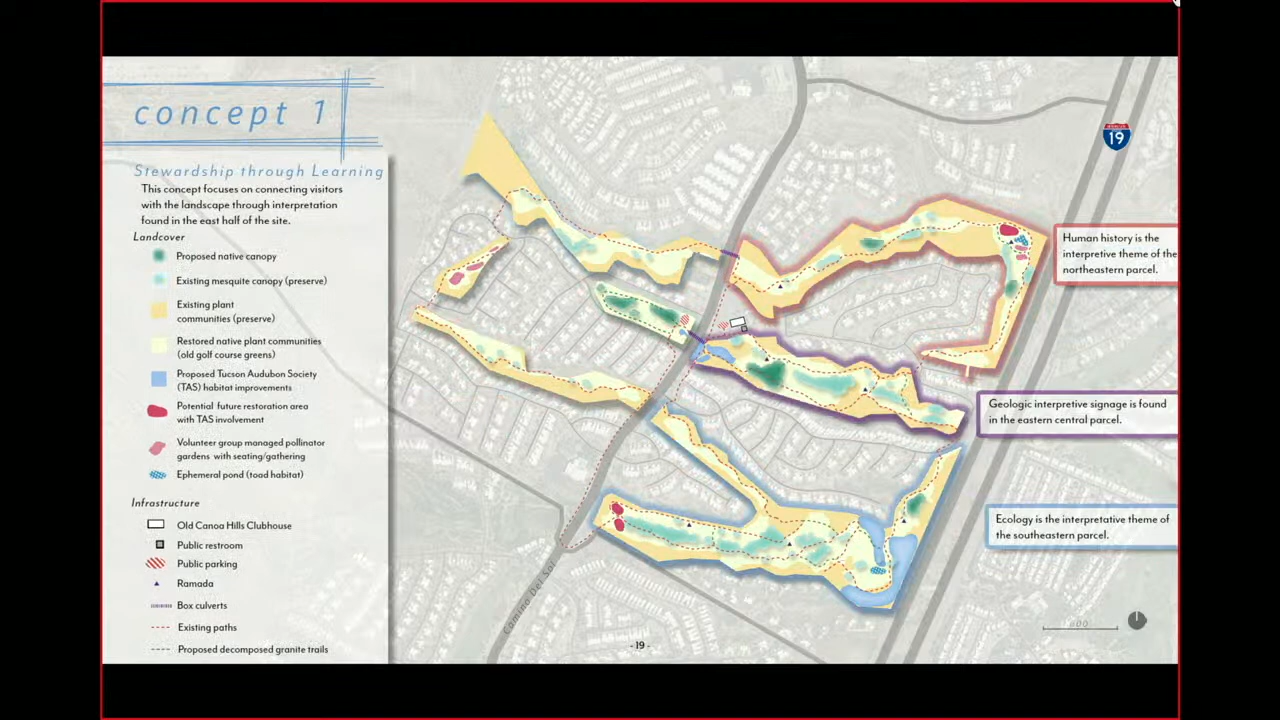 concept 1
Stewardship through Learning
This concept focuses on connecting visitors
with the landscape through interpretation
found in the east half of the site.
Landcover
Proposed native canopy
Existing mesquite canopy (preserve)
Existing plant
communities (preserve)
Restored native plant communities
(old golf course greens)
Proposed Tucson Audubon Society
(TAS) habitat improvements
Potential future restoration area
with TAS involvement
Volunteer group managed pollinator
gardens with seating/gathering
Ephemeral pond (toad habitat)
Infrastructure
Old Canoa Hills Clubhouse
Public restroom
Public parking
Ramada
Box culverts
Existing paths
Proposed decomposed granite trails
19
Human history is the
interpretive theme of the
northeastern parcel.
Geologic interpretive signage is found
in the eastern central parcel.
Ecology is the interpretative theme of
the southeastern parcel.
Camino Del Sol
600
- 19 -